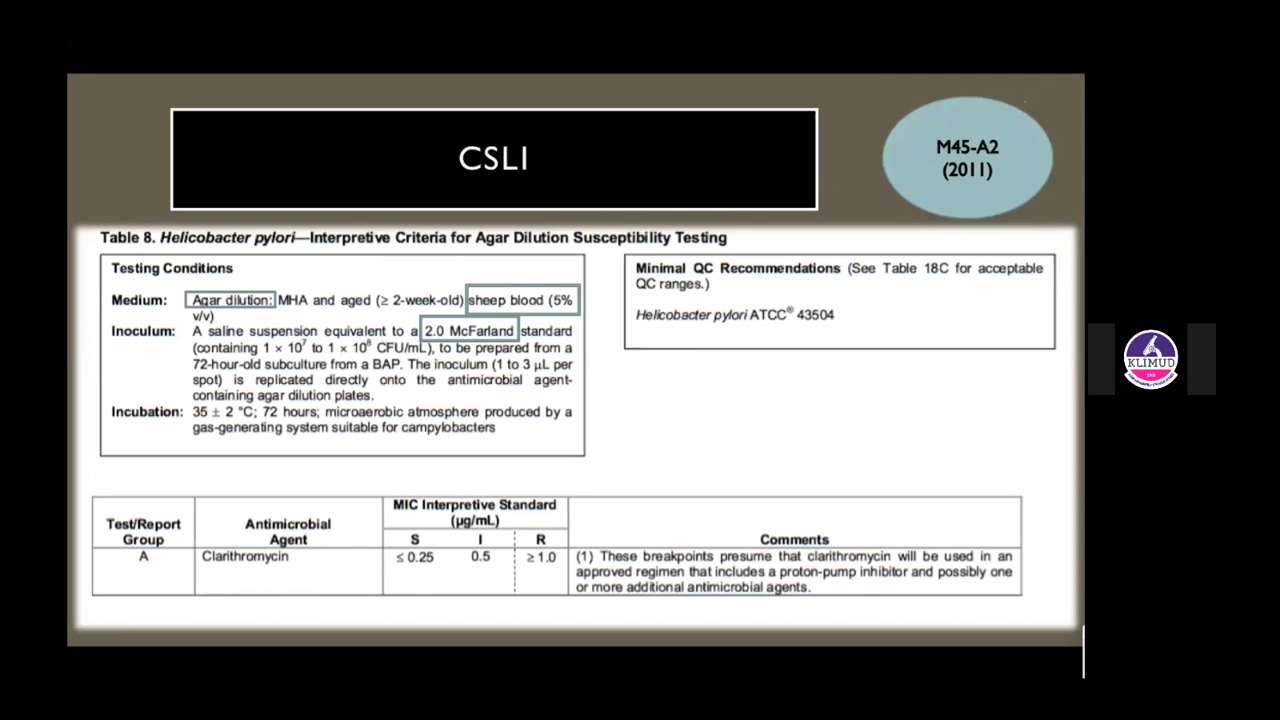 CSLI
M45-A2
(2011)
Table 8. Helicobacter pylori—Interpretive Criteria for Agar Dilution Susceptibility Testing
Testing Conditions
Medium: Agar dilution: MHA and aged (≥ 2-week-old) sheep blood (5%
v/v)
Inoculum: A saline suspension equivalent to a 2.0 McFarland standard
(containing 1 × 10⁷ to 1 × 10⁸ CFU/mL), to be prepared from a
72-hour-old subculture from a BAP. The inoculum (1 to 3 µL per
spot) is replicated directly onto the antimicrobial agent-
containing agar dilution plates.
Incubation: 35 ± 2 °C; 72 hours; microaerobic atmosphere produced by a
gas-generating system suitable for campylobacters
Minimal QC Recommendations (See Table 18C for acceptable
QC ranges.)
Helicobacter pylori ATCC® 43504
Test/Report
Group
Antimicrobial
Agent
MIC Interpretive Standard
(µg/mL)
S I R
Comments
A Clarithromycin ≤ 0.25 0.5 ≥ 1.0 (1) These breakpoints presume that clarithromycin will be used in an
approved regimen that includes a proton-pump inhibitor and possibly one
or more additional antimicrobial agents.
KLIMUD